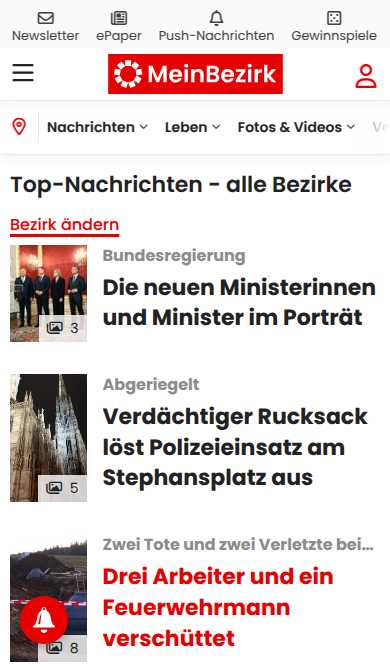 Newsletter ePaper Push-Nachrichten Gewinnspiele
MeinBezirk
Nachrichten Leben Fotos & Videos
Top-Nachrichten - alle Bezirke
Bezirk ändern
Bundesregierung
Die neuen Ministerinnen
und Minister im Porträt
3
Abgeriegelt
Verdächtiger Rucksack
löst Polizeieinsatz am
Stephansplatz aus
5
Zwei Tote und zwei Verletzte bei...
Drei Arbeiter und ein
Feuerwehrmann
verschüttet
8